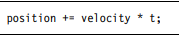 position += velocity * t;